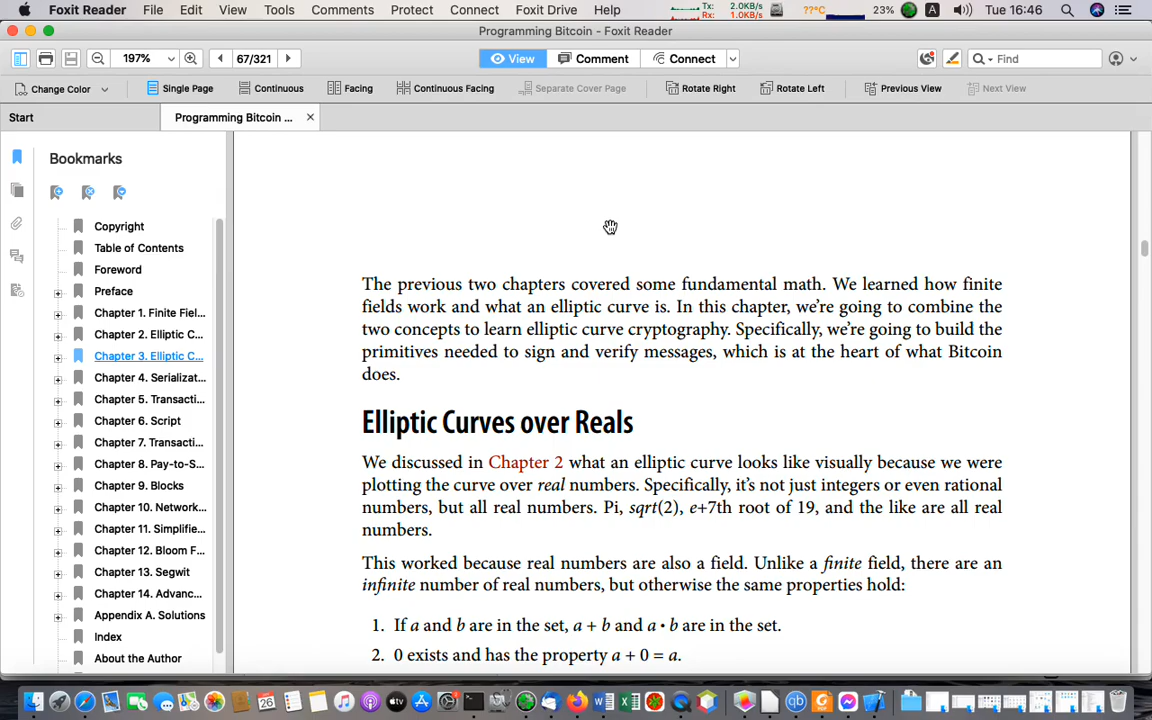 Foxit Reader File Edit View Tools Comments Protect Connect Foxit Drive Help Tx: 2.0KB/s Rx: 1.0KB/s ??°C 23% A Tue 16:46
Programming Bitcoin - Foxit Reader
197% 67/321 View Comment Connect Find
Change Color Single Page Continuous Facing Continuous Facing Separate Cover Page Rotate Right Rotate Left Previous View Next View
Start Programming Bitcoin ...
Bookmarks
Copyright
Table of Contents
Foreword
Preface
Chapter 1. Finite Fiel...
Chapter 2. Elliptic C...
Chapter 3. Elliptic C...
Chapter 4. Serializat...
Chapter 5. Transacti...
Chapter 6. Script
Chapter 7. Transacti...
Chapter 8. Pay-to-S...
Chapter 9. Blocks
Chapter 10. Network...
Chapter 11. Simplifie...
Chapter 12. Bloom F...
Chapter 13. Segwit
Chapter 14. Advanc...
Appendix A. Solutions
Index
About the Author
The previous two chapters covered some fundamental math. We learned how finite
fields work and what an elliptic curve is. In this chapter, we're going to combine the
two concepts to learn elliptic curve cryptography. Specifically, we're going to build the
primitives needed to sign and verify messages, which is at the heart of what Bitcoin
does.
Elliptic Curves over Reals
We discussed in Chapter 2 what an elliptic curve looks like visually because we were
plotting the curve over real numbers. Specifically, it's not just integers or even rational
numbers, but all real numbers. Pi, sqrt(2), e+7th root of 19, and the like are all real
numbers.
This worked because real numbers are also a field. Unlike a finite field, there are an
infinite number of real numbers, but otherwise the same properties hold:
1. If a and b are in the set, a + b and a • b are in the set.
2. 0 exists and has the property a + 0 = a.